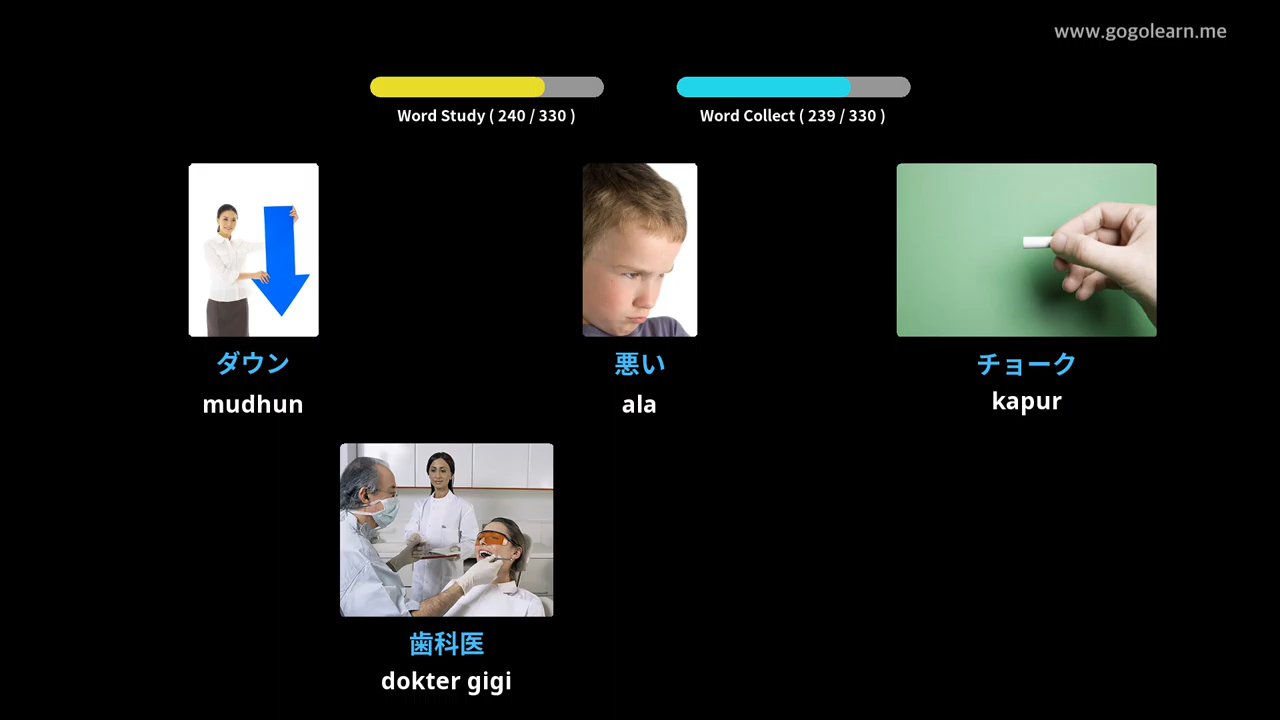 www.gogolearn.me
Word Study ( 240 / 330 )
Word Collect ( 239 / 330 )
ダウン
mudhun
悪い
ala
チョーク
kapur
歯科医
dokter gigi